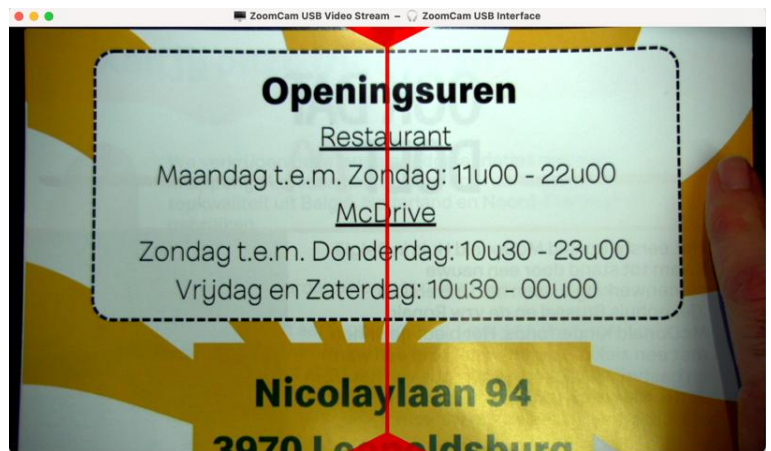 ZoomCam USB Video Stream – ZoomCam USB Interface
Openingsuren
Restaurant
Maandag t.e.m. Zondag: 11u00 - 22u00
McDrive
Zondag t.e.m. Donderdag: 10u30 - 23u00
Vrijdag en Zaterdag: 10u30 - 00u00
Nicolaylaan 94
3970 Leopoldsburg